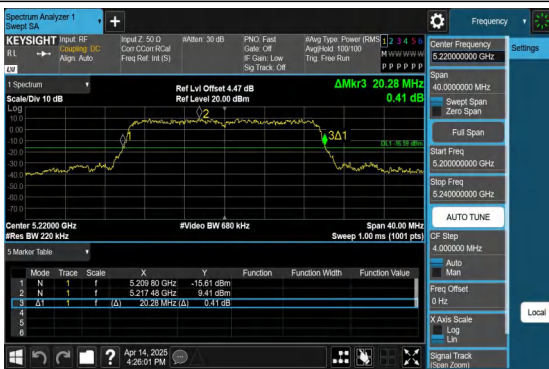 Spectrum Analyzer 1
Swept SA
Frequency
KEYSIGHT Input: RF
RL
Coupling: DC
Align: Auto
Input Z: 50 Ω
Corr CCorr RCal
Freq Ref: Int (S)
#Atten: 30 dB
PNO: Fast
Gate: Off
IF Gain: Low
Sig Track: Off
#Avg Type: Power (RMS
Avg|Hold: 100/100
Trig: Free Run
1 2 3 4 5
M W W W W W
P P P P P P
LXI
1 Spectrum
Scale/Div 10 dB
Ref Lvl Offset 4.47 dB
Ref Level 20.00 dBm
ΔMkr3 20.28 MHz
0.41 dB
Log
10.0
0.00
-10.0
-20.0
-30.0
-40.0
-50.0
-60.0
-70.0
1
2
3Δ1
Center 5.22000 GHz
#Res BW 220 kHz
#Video BW 680 kHz
Span 40.00 MHz
Sweep 1.00 ms (1001 pts)
5 Marker Table
Mode Trace Scale X Y Function Function Width Function Value
1 N 1 f 5.209 80 GHz -15.61 dBm
2 N 1 f 5.217 48 GHz 9.41 dBm
3 Δ1 1 f (Δ) 20.28 MHz (Δ) 0.41 dB
4
5
6
Apr 14, 2025
4:26:01 PM
Center Frequency
5.220000000 GHz
Settings
Span
40.0000000 MHz
Swept Span
Zero Span
Full Span
Start Freq
5.200000000 GHz
Stop Freq
5.240000000 GHz
AUTO TUNE
CF Step
4.000000 MHz
Auto
Man
Freq Offset
0 Hz
X Axis Scale
Log
Lin
Signal Track
(Span Zoom)
Local